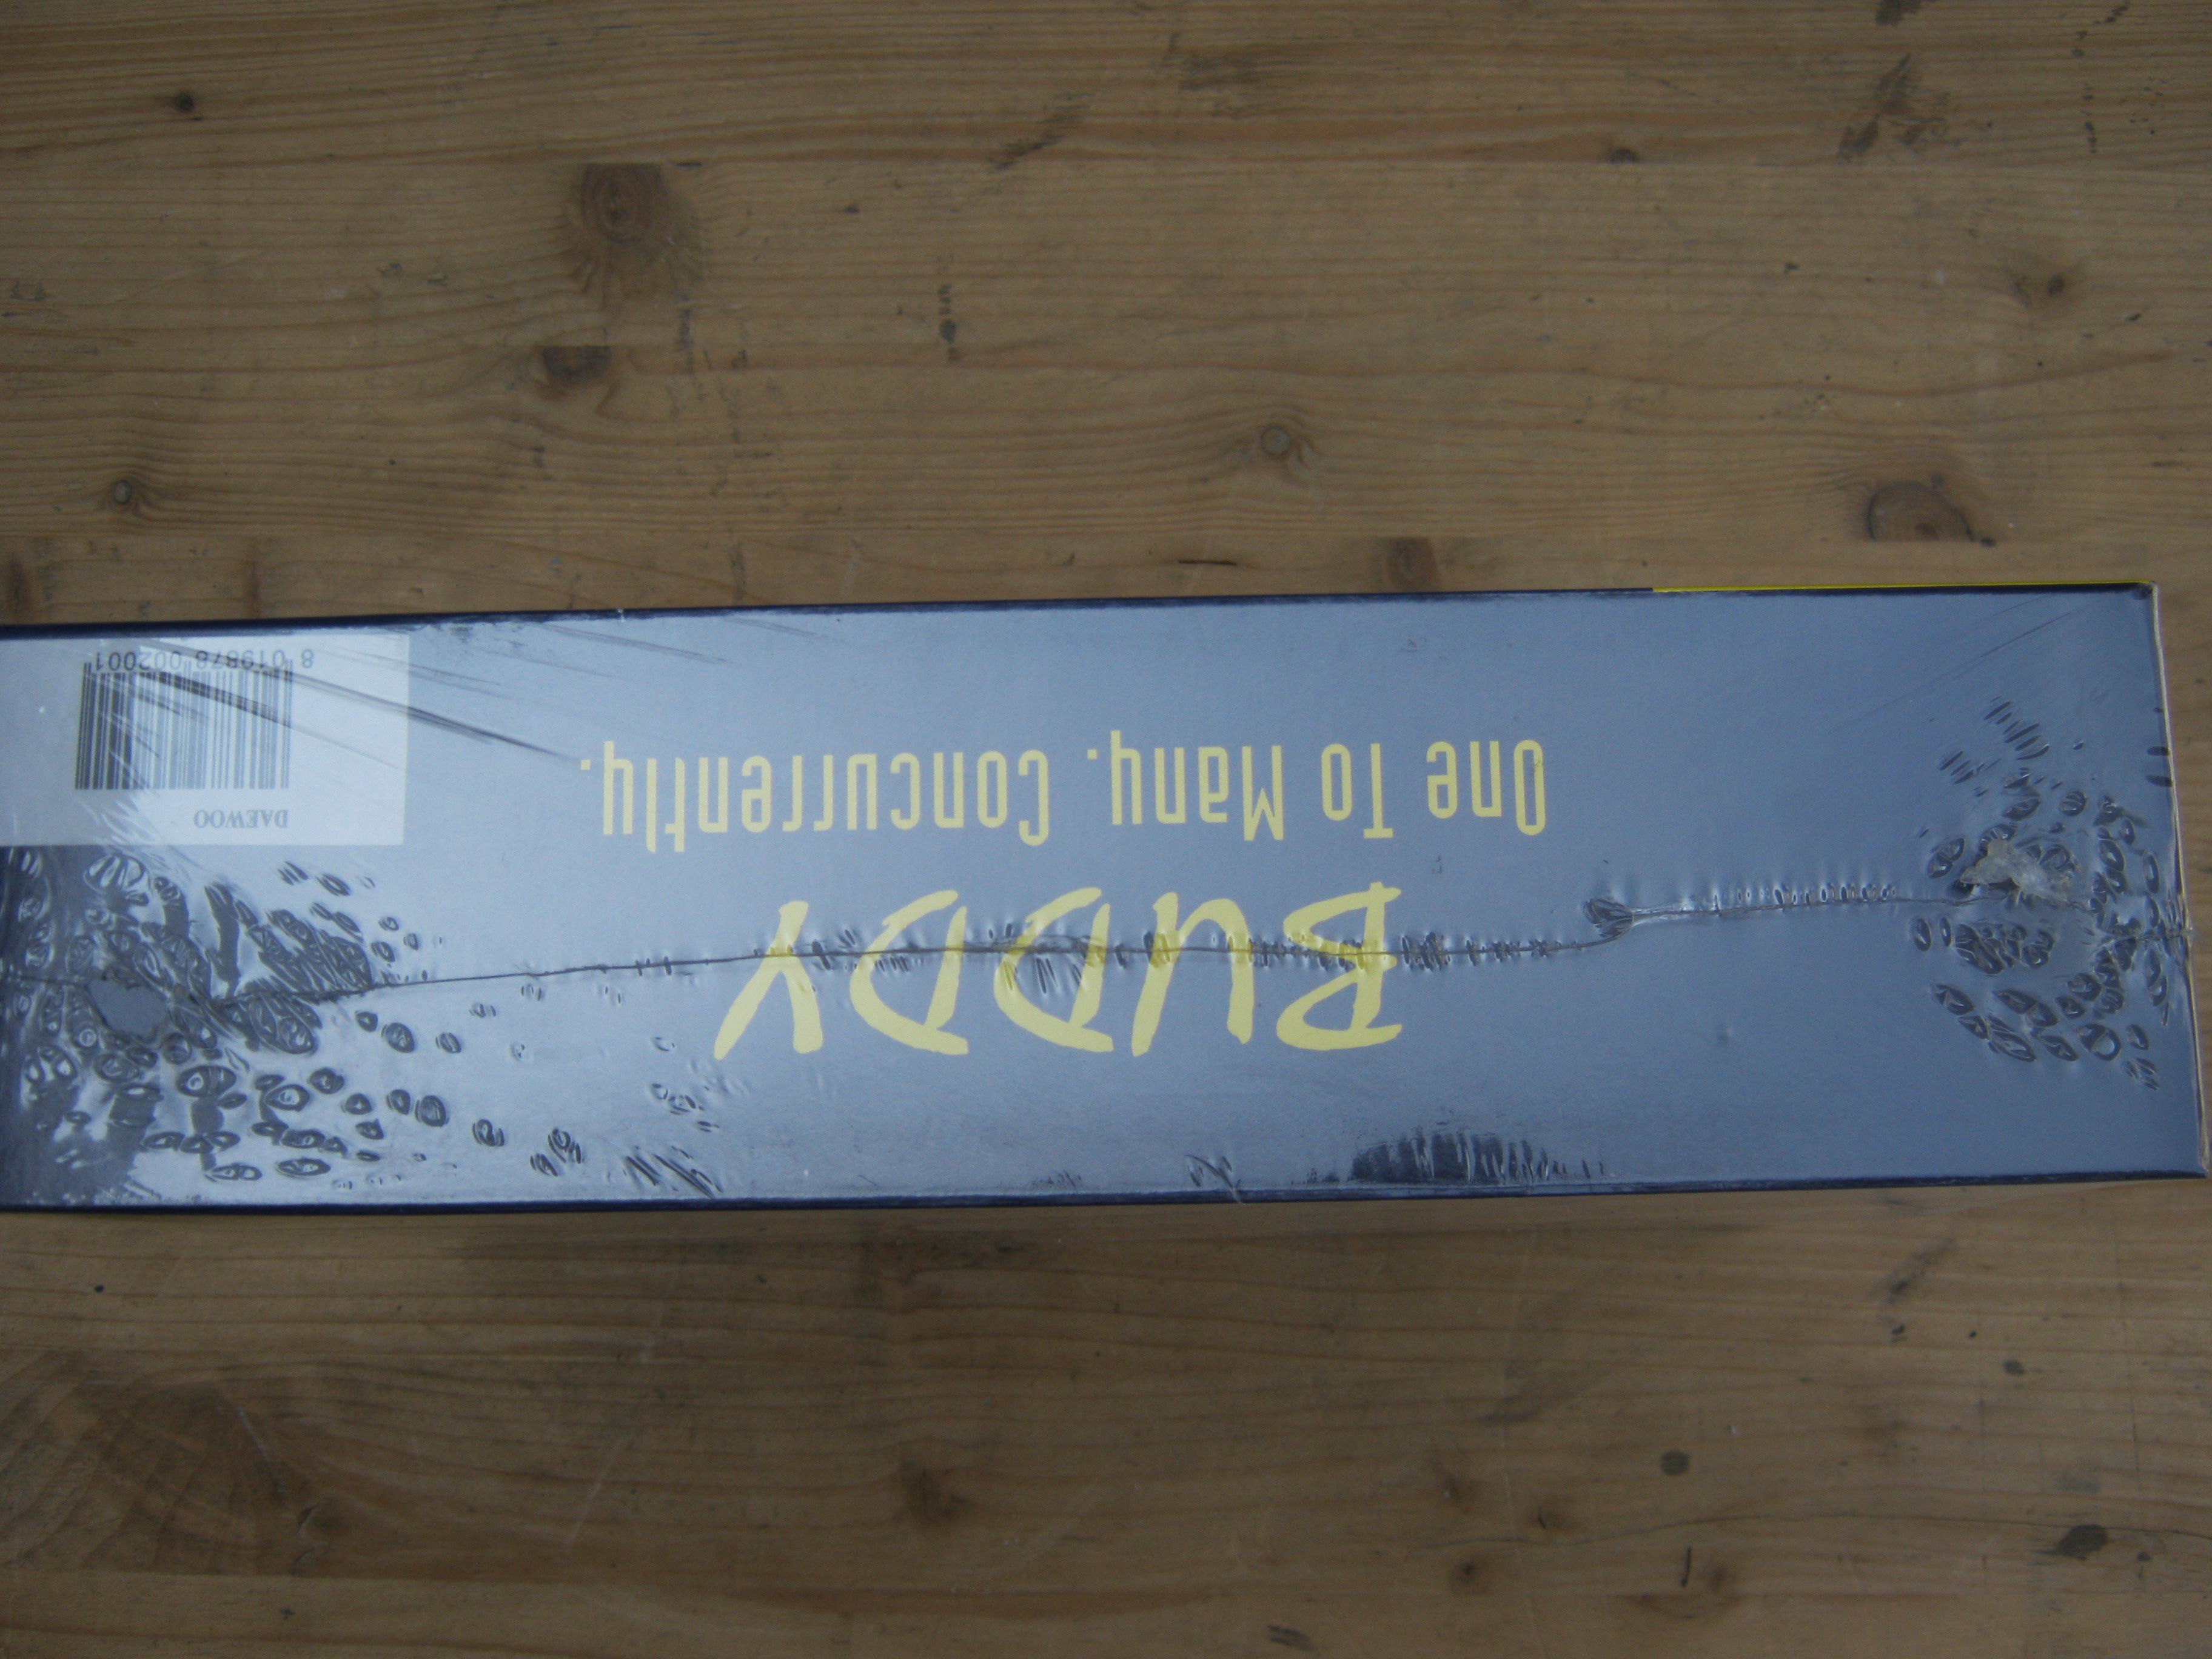 BUDDY
One To Many. Concurrently.
DAEWOO
8 019878 002001